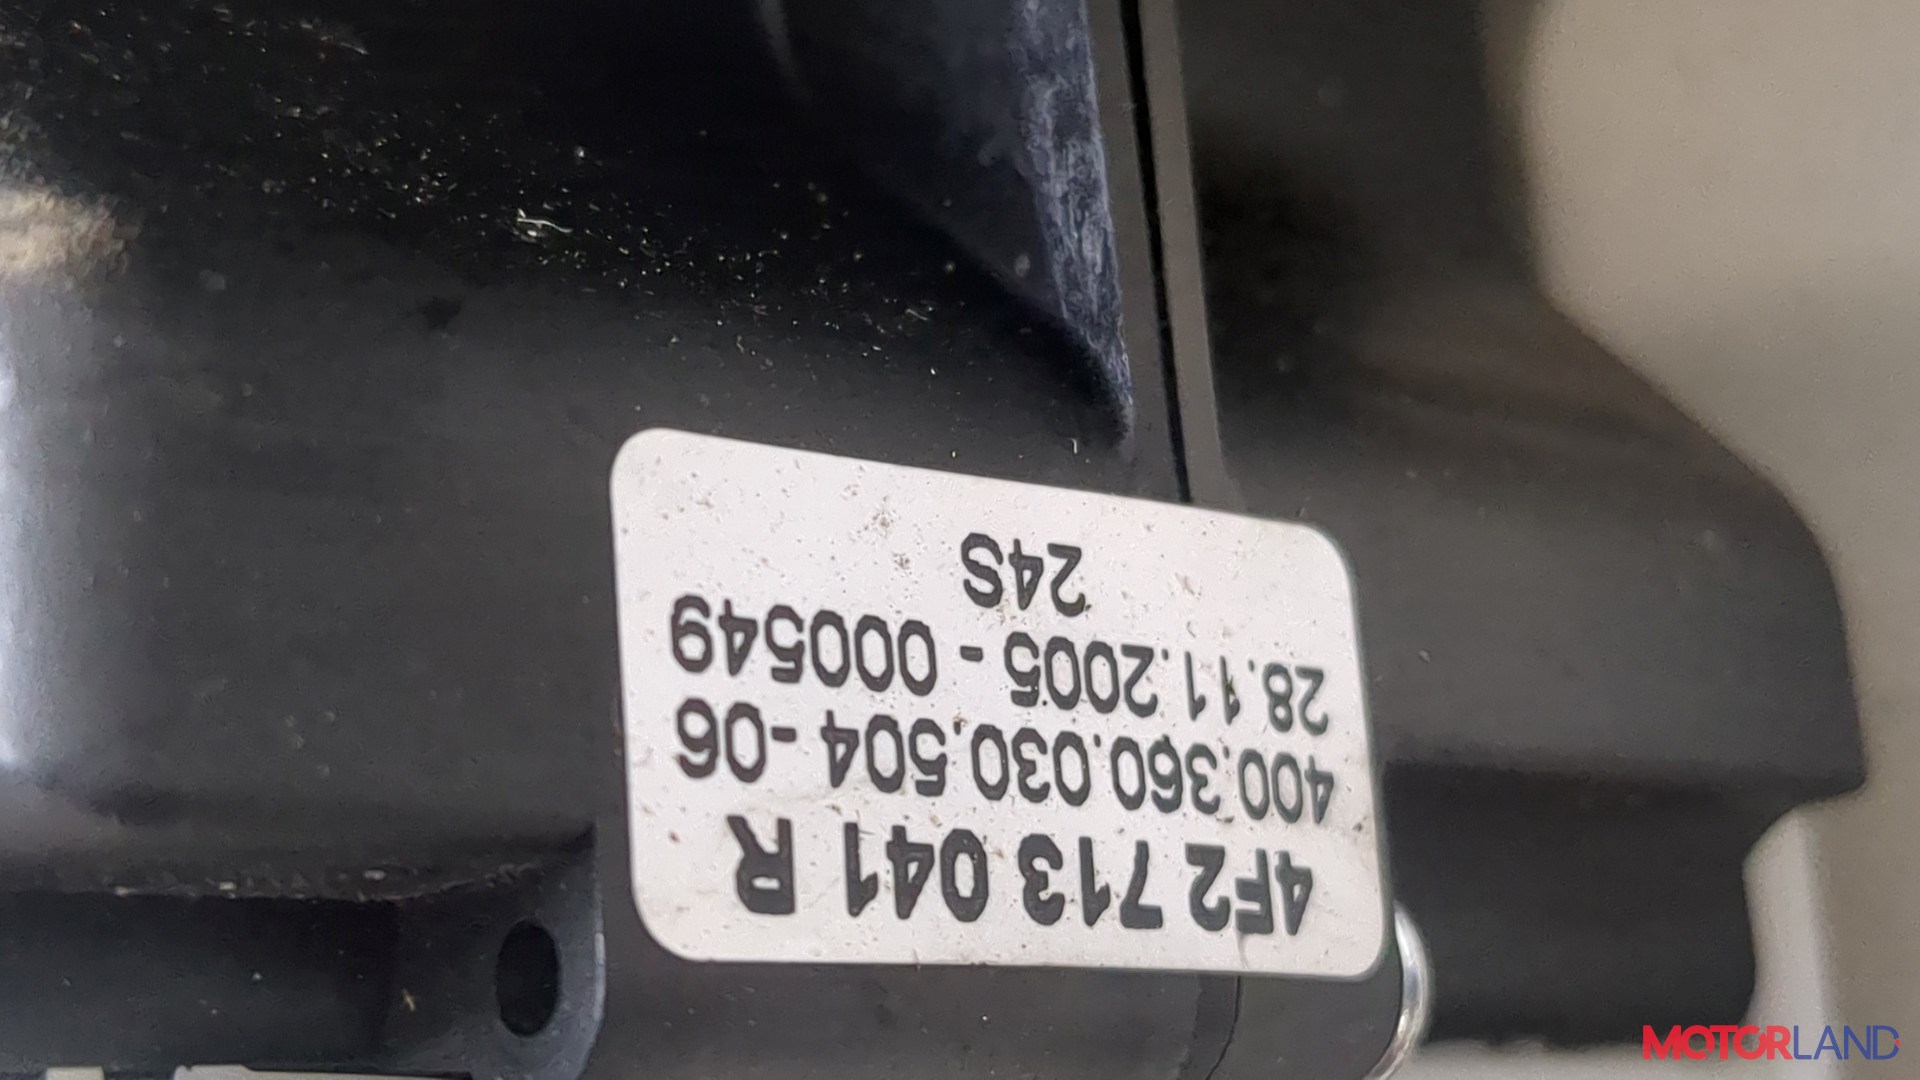 4F2 713 041 R
400.360.030.504-06
28.11.2005 - 000549
24S
MOTORLAND